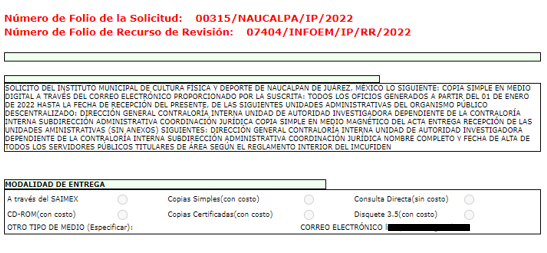 Número de Folio de la Solicitud: 00315/NAUCALPA/IP/2022
Número de Folio de Recurso de Revisión: 07404/INFOEM/IP/RR/2022
SOLICITO DEL INSTITUTO MUNICIPAL DE CULTURA FISICA Y DEPORTE DE NAUCALPAN DE JUAREZ, MEXICO LO SIGUIENTE: COPIA SIMPLE EN MEDIO
DIGITAL A TRAVÉS DEL CORREO ELECTRÓNICO PROPORCIONADO POR LA SUSCRITA: TODOS LOS OFICIOS GENERADOS A PARTIR DEL 01 DE ENERO
DE 2022 HASTA LA FECHA DE RECEPCIÓN DEL PRESENTE. DE LAS SIGUIENTES UNIDADES ADMINISTRATIVAS DEL ORGANISMO PÚBLICO
DESCENTRALIZADO: DIRECCIÓN GENERAL CONTRALORÍA INTERNA UNIDAD DE AUTORIDAD INVESTIGADORA DEPENDIENTE DE LA CONTRALORÍA
INTERNA SUBDIRECCIÓN ADMINISTRATIVA COORDINACIÓN JURÍDICA COPIA SIMPLE EN MEDIO MAGNÉTICO DEL ACTA ENTREGA RECEPCIÓN DE LAS
UNIDADES AMINISTRATIVAS (SIN ANEXOS) SIGUIENTES: DIRECCIÓN GENERAL CONTRALORÍA INTERNA UNIDAD DE AUTORIDAD INVESTIGADORA
DEPENDIENTE DE LA CONTRALORÍA INTERNA SUBDIRECCIÓN ADMINISTRATIVA COORDINACIÓN JURÍDICA NOMBRE COMPLETO Y FECHA DE ALTA DE
TODOS LOS SERVIDORES PÚBLICOS TITULARES DE ÁREA SEGÚN EL REGLAMENTO INTERIOR DEL IMCUFIDEN
MODALIDAD DE ENTREGA
A través del SAIMEX Copias Simples(con costo) Consulta Directa(sin costo)
CD-ROM(con costo) Copias Certificadas(con costo) Disquete 3.5(con costo)
OTRO TIPO DE MEDIO (Especificar): CORREO ELECTRÓNICO